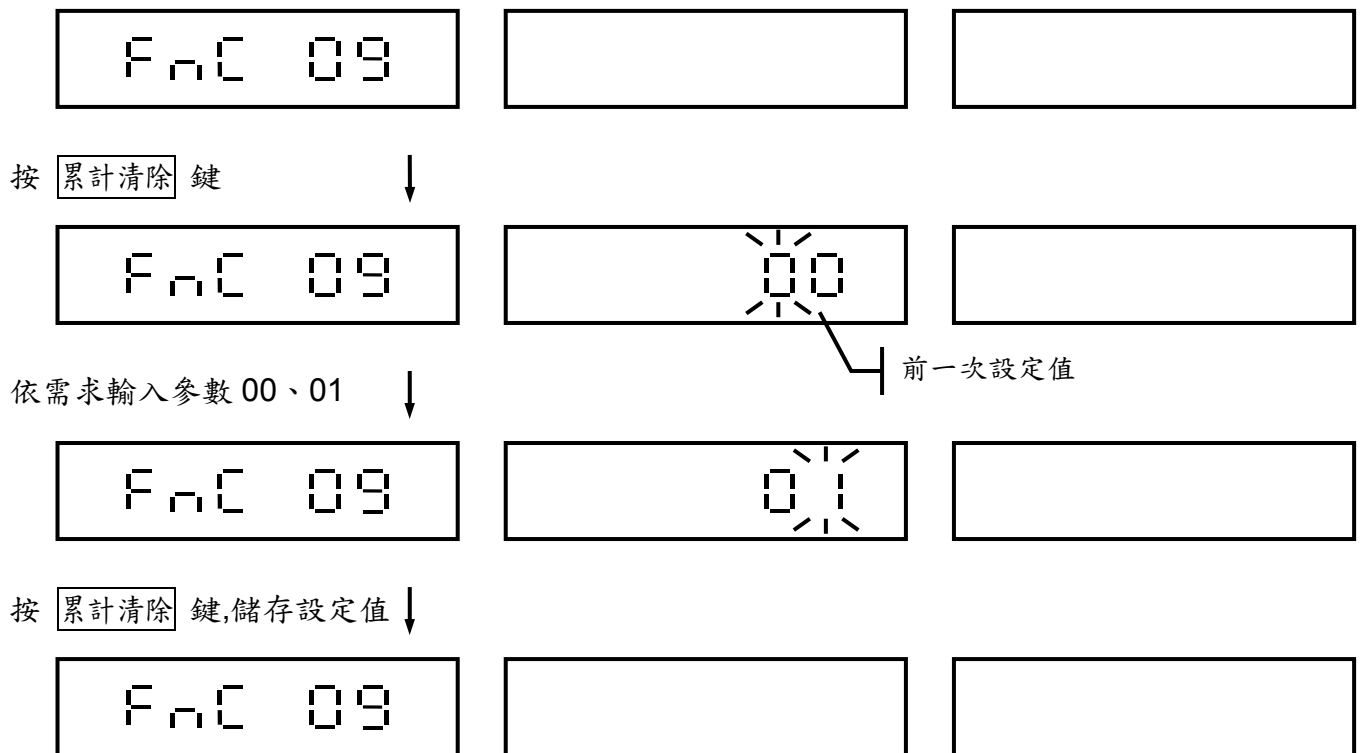 FnC 09
按 累計清除 鍵
FnC 09 00
前一次設定值
依需求輸入參數 00、01
FnC 09 01
按 累計清除 鍵,儲存設定值
FnC 09